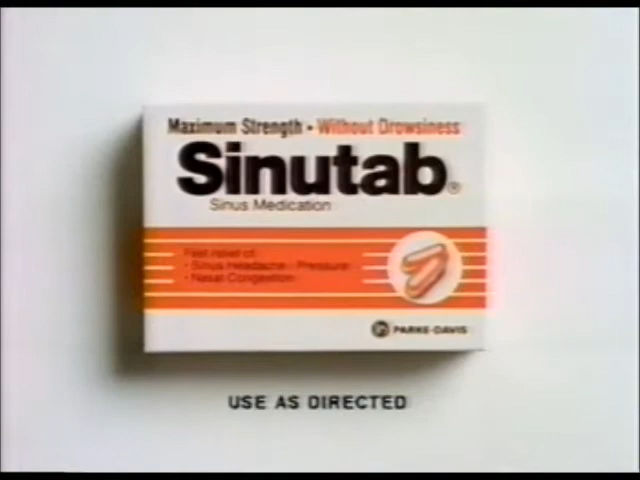 Maximum Strength • Without Drowsiness
Sinutab®
Sinus Medication
Fast relief of:
• Sinus Headache • Pressure
• Nasal Congestion
PARKE-DAVIS
USE AS DIRECTED